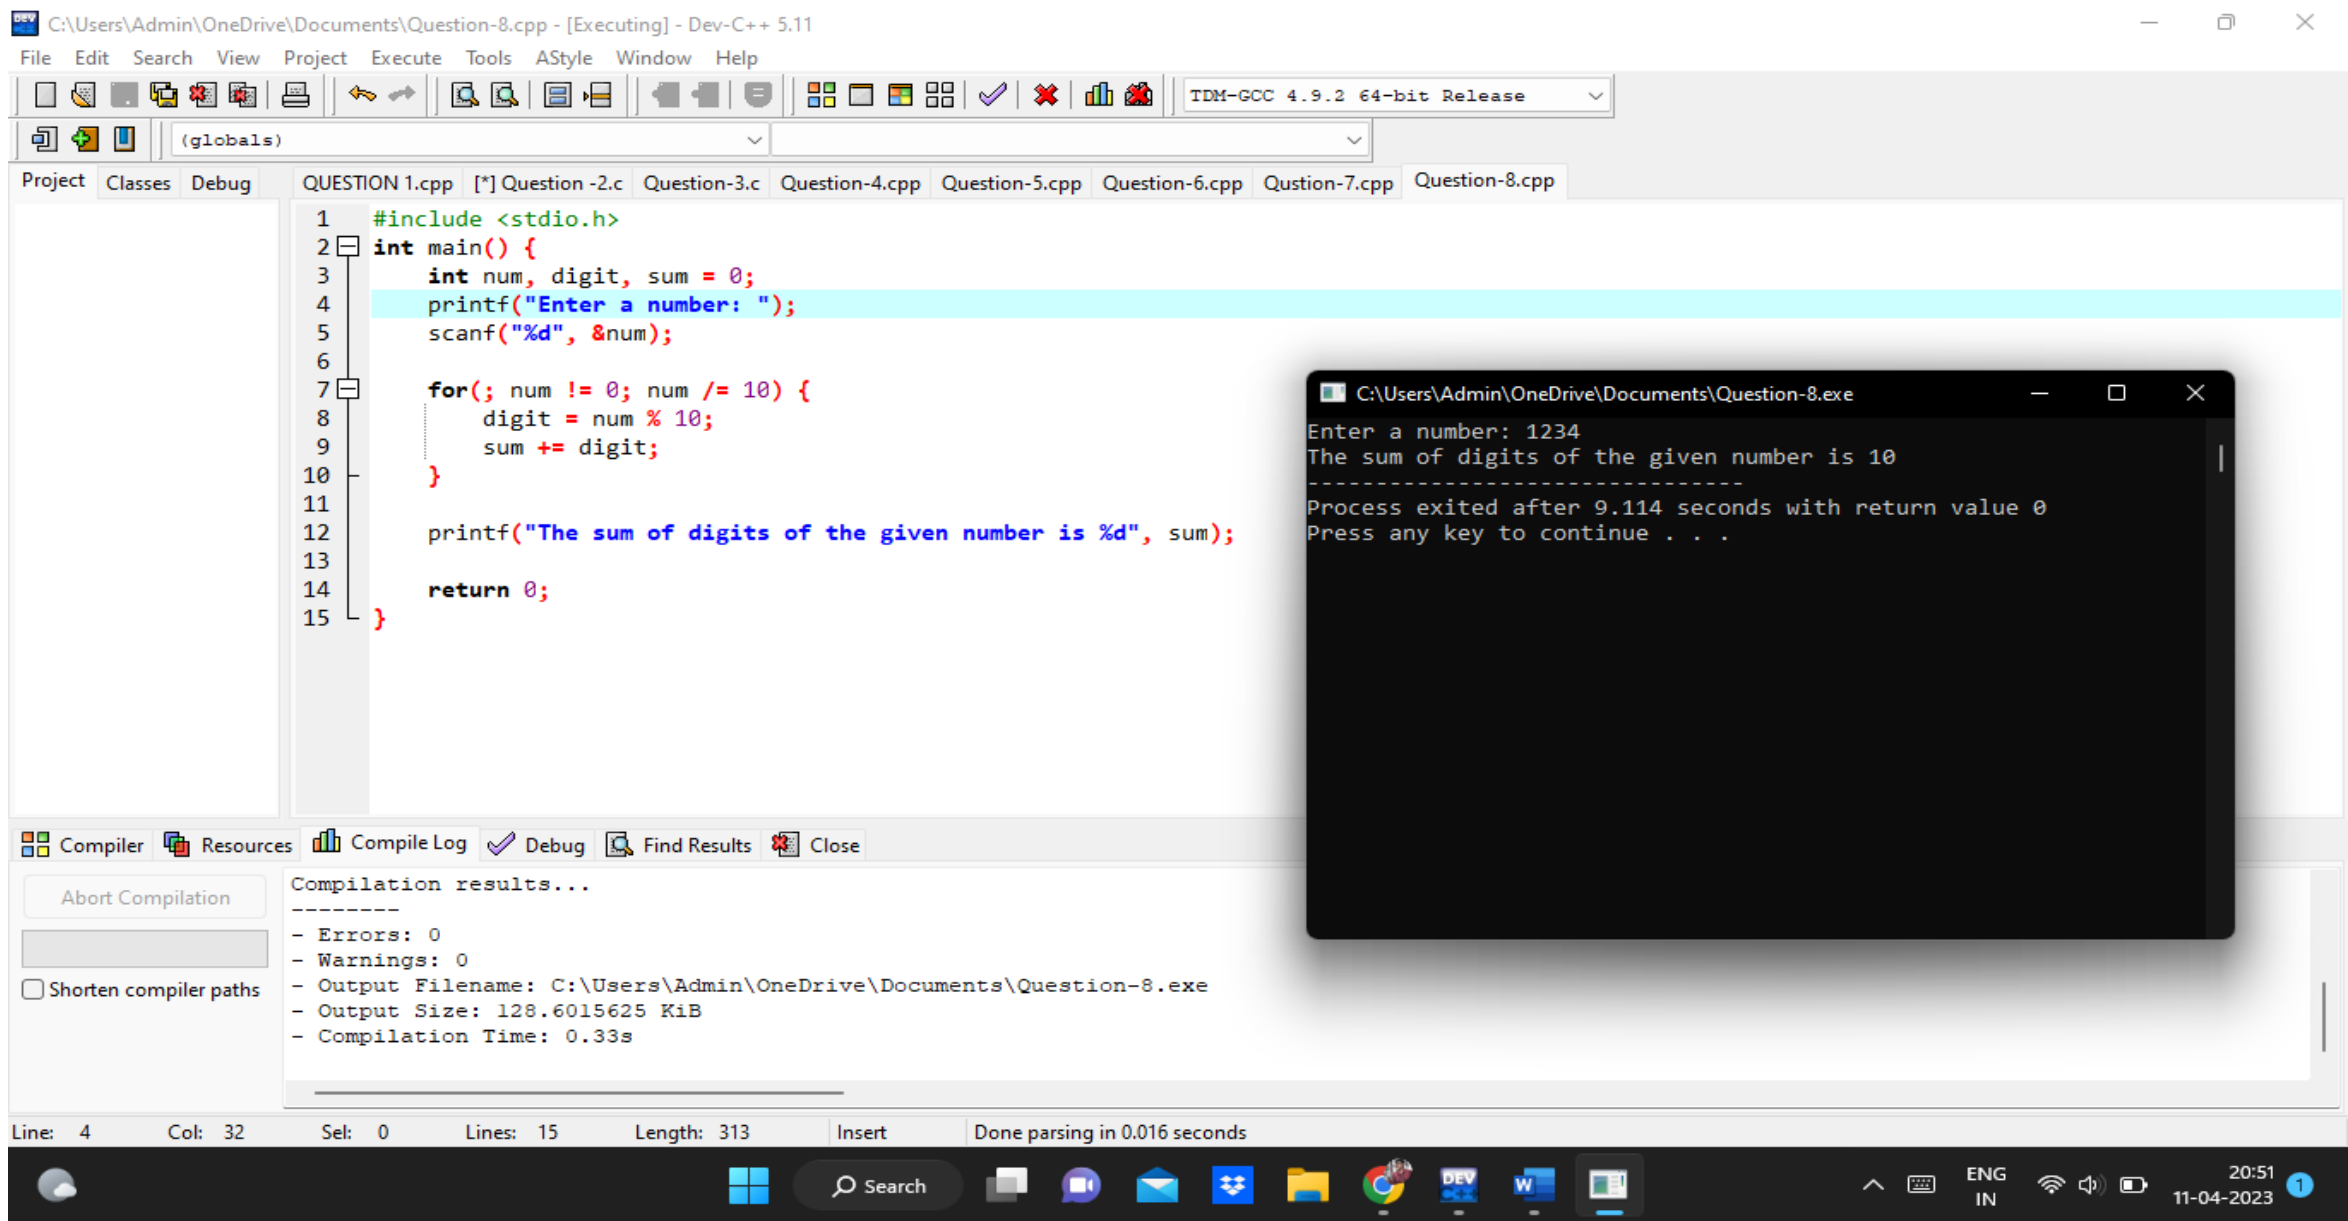 C:\Users\Admin\OneDrive\Documents\Question-8.cpp - [Executing] - Dev-C++ 5.11
File Edit Search View Project Execute Tools AStyle Window Help
TDM-GCC 4.9.2 64-bit Release
(globals)
Project Classes Debug
QUESTION 1.cpp [*] Question -2.c Question-3.c Question-4.cpp Question-5.cpp Question-6.cpp Qustion-7.cpp Question-8.cpp
1 #include <stdio.h>
2 int main() {
3 int num, digit, sum = 0;
4 printf("Enter a number: ");
5 scanf("%d", &num);
6
7 for(; num != 0; num /= 10) {
8 digit = num % 10;
9 sum += digit;
10 }
11
12 printf("The sum of digits of the given number is %d", sum);
13
14 return 0;
15 }
C:\Users\Admin\OneDrive\Documents\Question-8.exe
Enter a number: 1234
The sum of digits of the given number is 10
--------------------------------
Process exited after 9.114 seconds with return value 0
Press any key to continue . . .
Compiler Resources Compile Log Debug Find Results Close
Abort Compilation
Shorten compiler paths
Compilation results...
--------
- Errors: 0
- Warnings: 0
- Output Filename: C:\Users\Admin\OneDrive\Documents\Question-8.exe
- Output Size: 128.6015625 KiB
- Compilation Time: 0.33s
Line: 4 Col: 32 Sel: 0 Lines: 15 Length: 313 Insert Done parsing in 0.016 seconds
Search
DEV
W
ENG
IN
20:51
11-04-2023
1